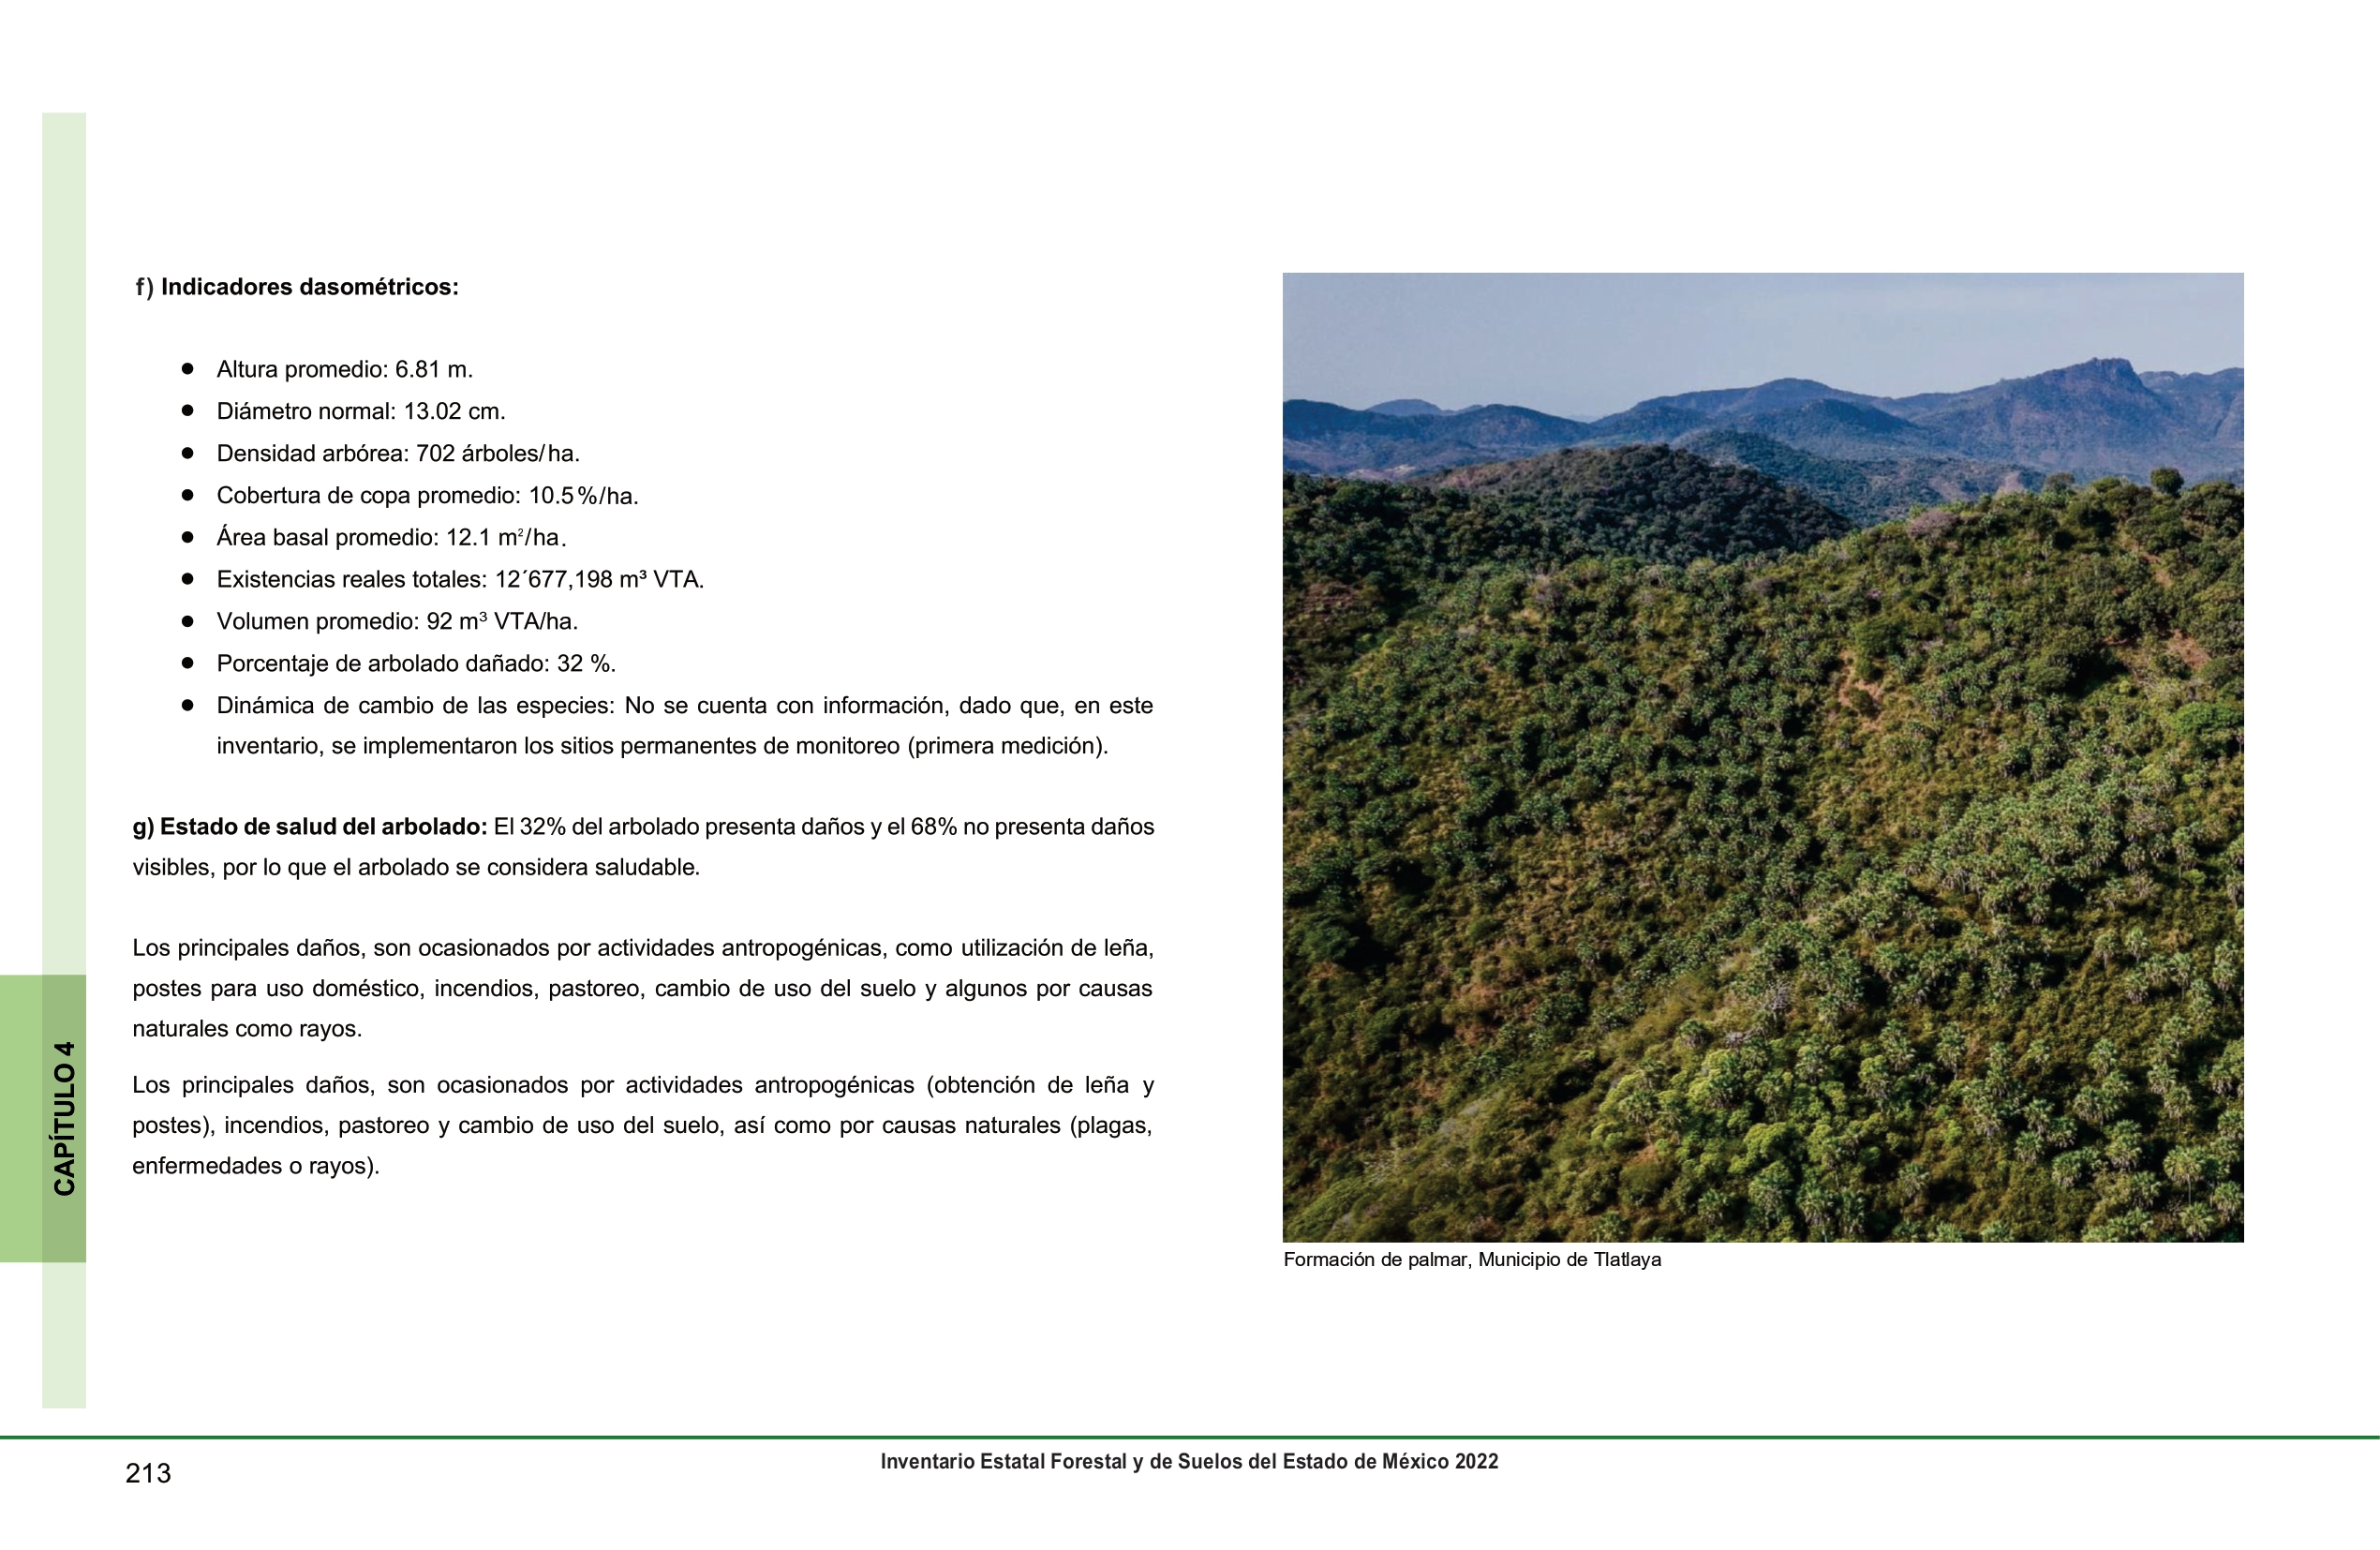 f) Indicadores dasométricos:
● Altura promedio: 6.81 m.
● Diámetro normal: 13.02 cm.
● Densidad arbórea: 702 árboles/ha.
● Cobertura de copa promedio: 10.5%/ha.
● Área basal promedio: 12.1 m²/ha.
● Existencias reales totales: 12´677,198 m³ VTA.
● Volumen promedio: 92 m³ VTA/ha.
● Porcentaje de arbolado dañado: 32 %.
● Dinámica de cambio de las especies: No se cuenta con información, dado que, en este
inventario, se implementaron los sitios permanentes de monitoreo (primera medición).
g) Estado de salud del arbolado: El 32% del arbolado presenta daños y el 68% no presenta daños
visibles, por lo que el arbolado se considera saludable.
Los principales daños, son ocasionados por actividades antropogénicas, como utilización de leña,
postes para uso doméstico, incendios, pastoreo, cambio de uso del suelo y algunos por causas
naturales como rayos.
Los principales daños, son ocasionados por actividades antropogénicas (obtención de leña y
postes), incendios, pastoreo y cambio de uso del suelo, así como por causas naturales (plagas,
enfermedades o rayos).
Formación de palmar, Municipio de Tlatlaya
CAPÍTULO 4
213
Inventario Estatal Forestal y de Suelos del Estado de México 2022